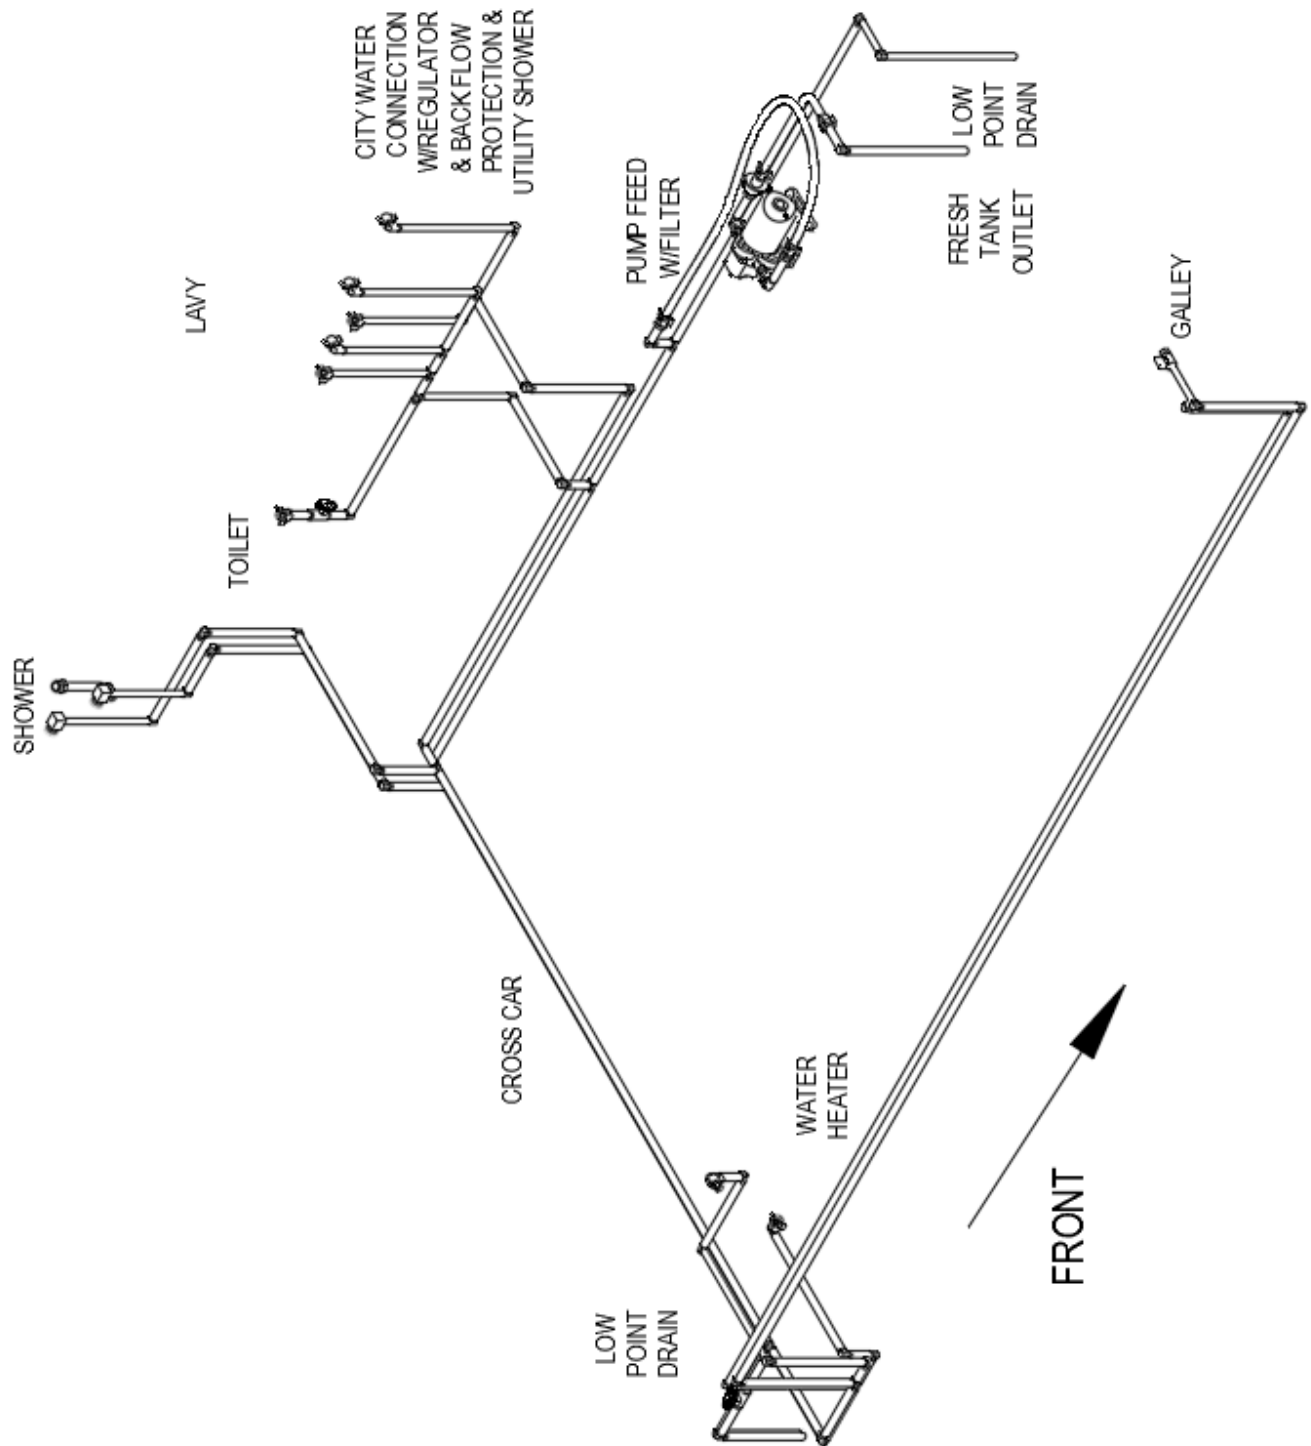 CITY WATER
CONNECTION
W/REGULATOR
& BACK FLOW
PROTECTION &
UTILITY SHOWER
LAVY
PUMP FEED
W/FILTER
LOW
POINT
DRAIN
FRESH
TANK
OUTLET
GALLEY
TOILET
SHOWER
CROSS CAR
WATER
HEATER
LOW
POINT
DRAIN
FRONT